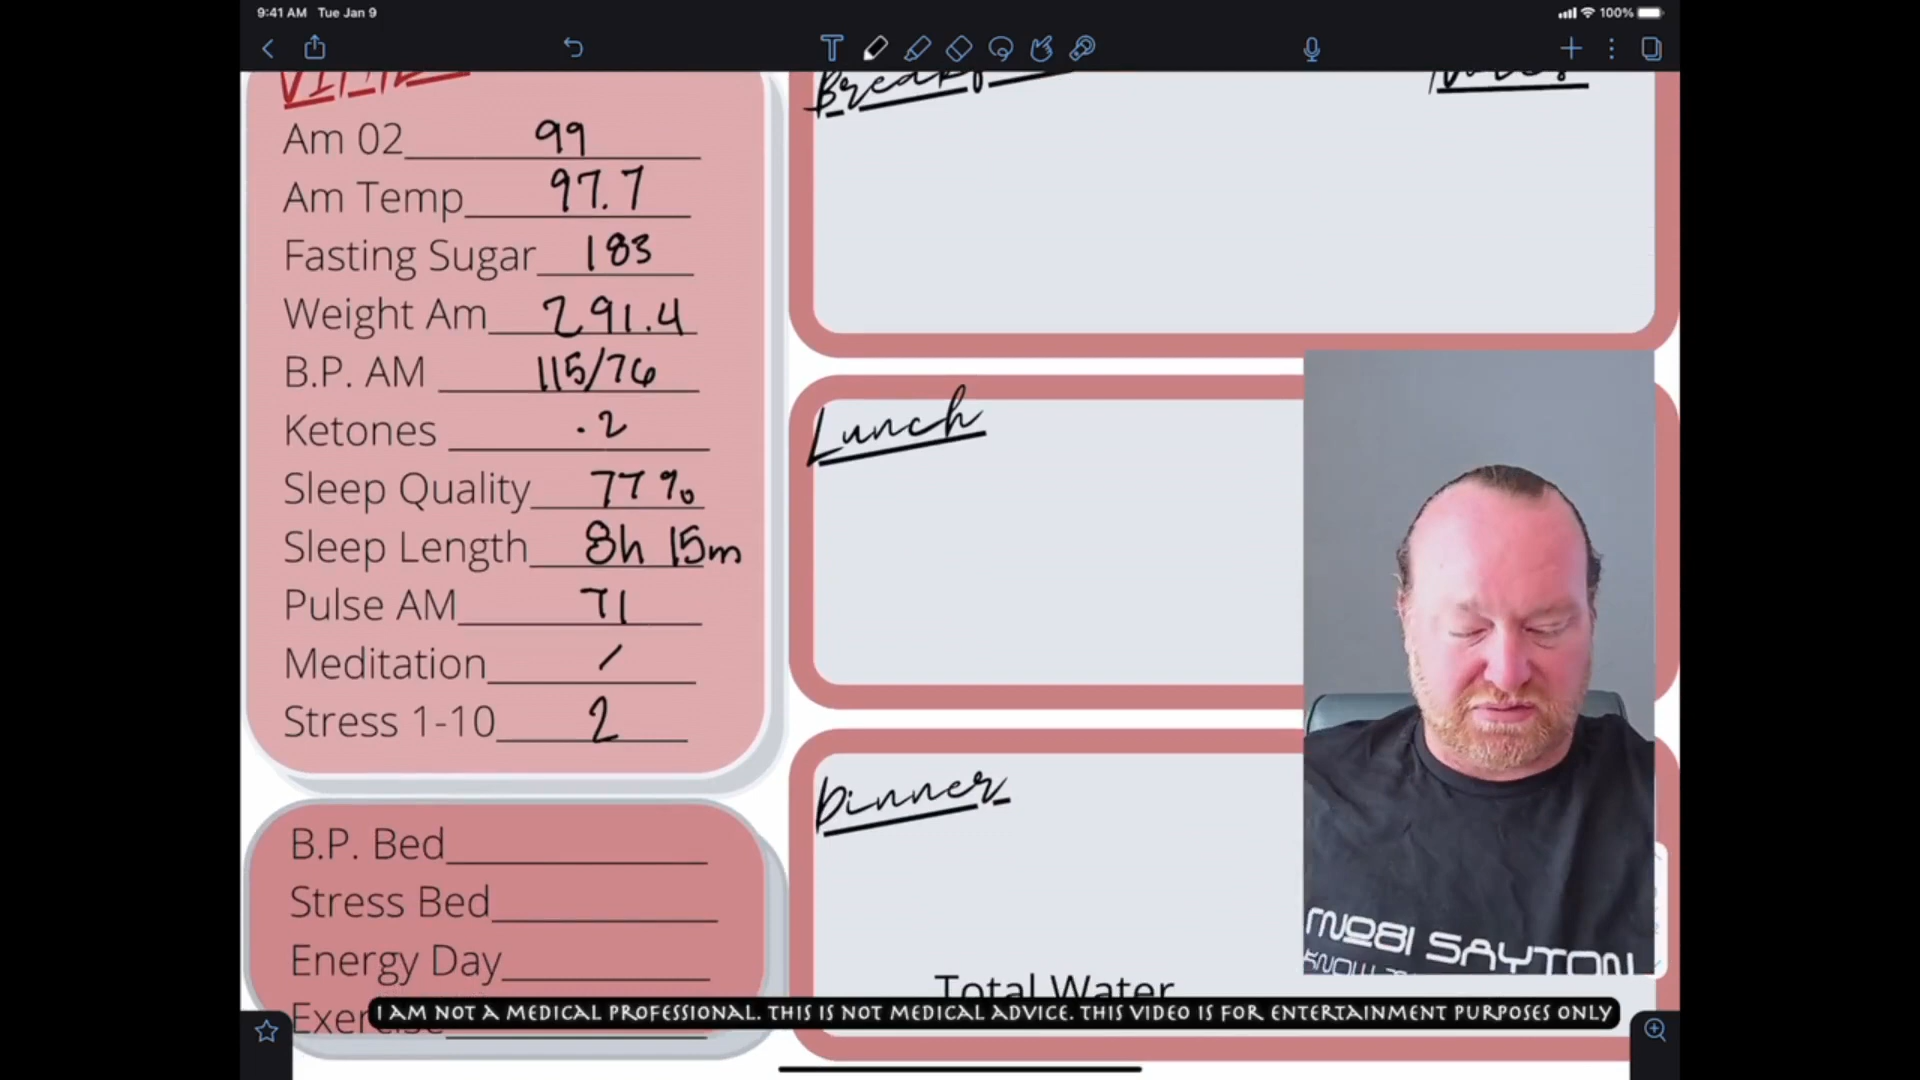 9:41 AM Tue Jan 9
100%
Am 02 99
Am Temp 97.7
Fasting Sugar 183
Weight Am 291.4
B.P. AM 115/76
Ketones .2
Sleep Quality 77%
Sleep Length 8h 15m
Pulse AM 71
Meditation /
Stress 1-10 2
B.P. Bed
Stress Bed
Energy Day
Exercise
Lunch
Dinner
Total Water
MOBI SAYTON
I AM NOT A MEDICAL PROFESSIONAL. THIS IS NOT MEDICAL ADVICE. THIS VIDEO IS FOR ENTERTAINMENT PURPOSES ONLY